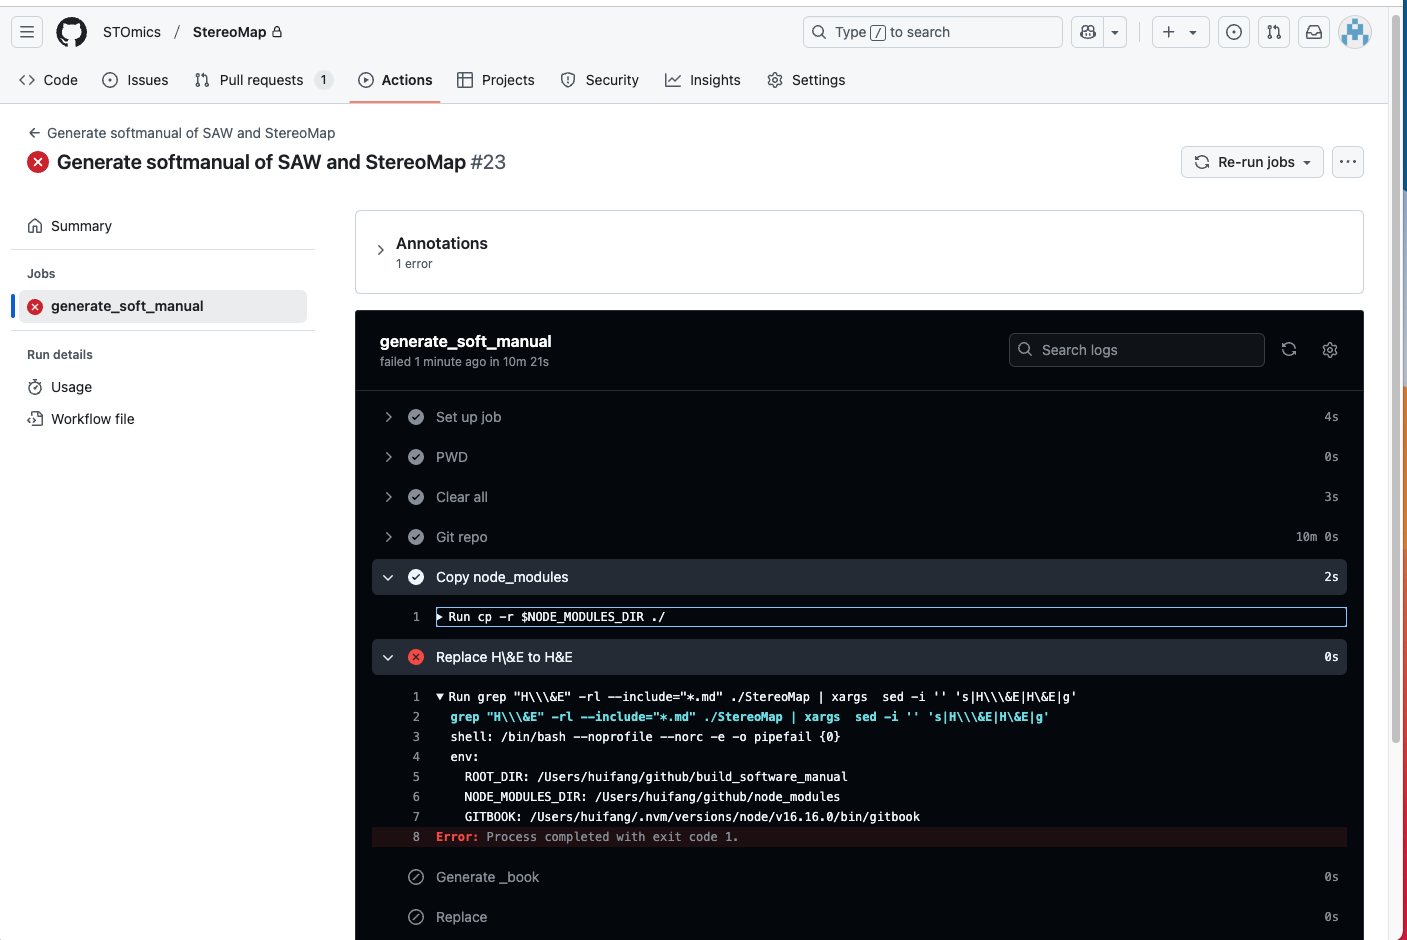 STOmics / StereoMap
Type / to search
Code
Issues
Pull requests 1
Actions
Projects
Security
Insights
Settings
← Generate softmanual of SAW and StereoMap
Generate softmanual of SAW and StereoMap #23
Re-run jobs
Summary
Jobs
generate_soft_manual
Run details
Usage
Workflow file
Annotations
1 error
generate_soft_manual
failed 1 minute ago in 10m 21s
Search logs
Set up job 4s
PWD 0s
Clear all 3s
Git repo 10m 0s
Copy node_modules 2s
1 Run cp -r $NODE_MODULES_DIR ./
Replace H\&E to H&E 0s
1 Run grep "H\\\&E" -rl --include="*.md" ./StereoMap | xargs  sed -i '' 's|H\\\&E|H\&E|g'
2 grep "H\\\&E" -rl --include="*.md" ./StereoMap | xargs  sed -i '' 's|H\\\&E|H\&E|g'
3 shell: /bin/bash --noprofile --norc -e -o pipefail {0}
4 env:
5 ROOT_DIR: /Users/huifang/github/build_software_manual
6 NODE_MODULES_DIR: /Users/huifang/github/node_modules
7 GITBOOK: /Users/huifang/.nvm/versions/node/v16.16.0/bin/gitbook
8 Error: Process completed with exit code 1.
Generate _book 0s
Replace 0s